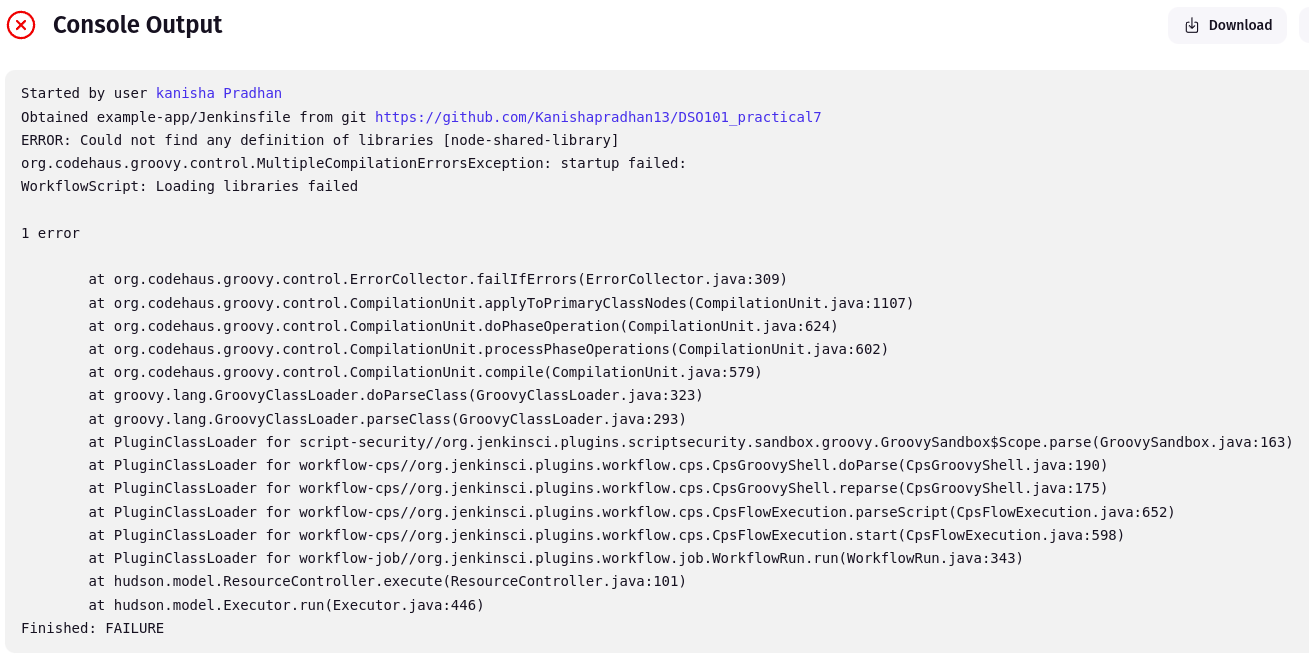 Console Output
Download
Started by user kanisha Pradhan
Obtained example-app/Jenkinsfile from git https://github.com/Kanishapradhan13/DSO101_practical7
ERROR: Could not find any definition of libraries [node-shared-library]
org.codehaus.groovy.control.MultipleCompilationErrorsException: startup failed:
WorkflowScript: Loading libraries failed
1 error
at org.codehaus.groovy.control.ErrorCollector.failIfErrors(ErrorCollector.java:309)
at org.codehaus.groovy.control.CompilationUnit.applyToPrimaryClassNodes(CompilationUnit.java:1107)
at org.codehaus.groovy.control.CompilationUnit.doPhaseOperation(CompilationUnit.java:624)
at org.codehaus.groovy.control.CompilationUnit.processPhaseOperations(CompilationUnit.java:602)
at org.codehaus.groovy.control.CompilationUnit.compile(CompilationUnit.java:579)
at groovy.lang.GroovyClassLoader.doParseClass(GroovyClassLoader.java:323)
at groovy.lang.GroovyClassLoader.parseClass(GroovyClassLoader.java:293)
at PluginClassLoader for script-security//org.jenkinsci.plugins.scriptsecurity.sandbox.groovy.GroovySandbox$Scope.parse(GroovySandbox.java:163)
at PluginClassLoader for workflow-cps//org.jenkinsci.plugins.workflow.cps.CpsGroovyShell.doParse(CpsGroovyShell.java:190)
at PluginClassLoader for workflow-cps//org.jenkinsci.plugins.workflow.cps.CpsGroovyShell.reparse(CpsGroovyShell.java:175)
at PluginClassLoader for workflow-cps//org.jenkinsci.plugins.workflow.cps.CpsFlowExecution.parseScript(CpsFlowExecution.java:652)
at PluginClassLoader for workflow-cps//org.jenkinsci.plugins.workflow.cps.CpsFlowExecution.start(CpsFlowExecution.java:598)
at PluginClassLoader for workflow-job//org.jenkinsci.plugins.workflow.job.WorkflowRun.run(WorkflowRun.java:343)
at hudson.model.ResourceController.execute(ResourceController.java:101)
at hudson.model.Executor.run(Executor.java:446)
Finished: FAILURE